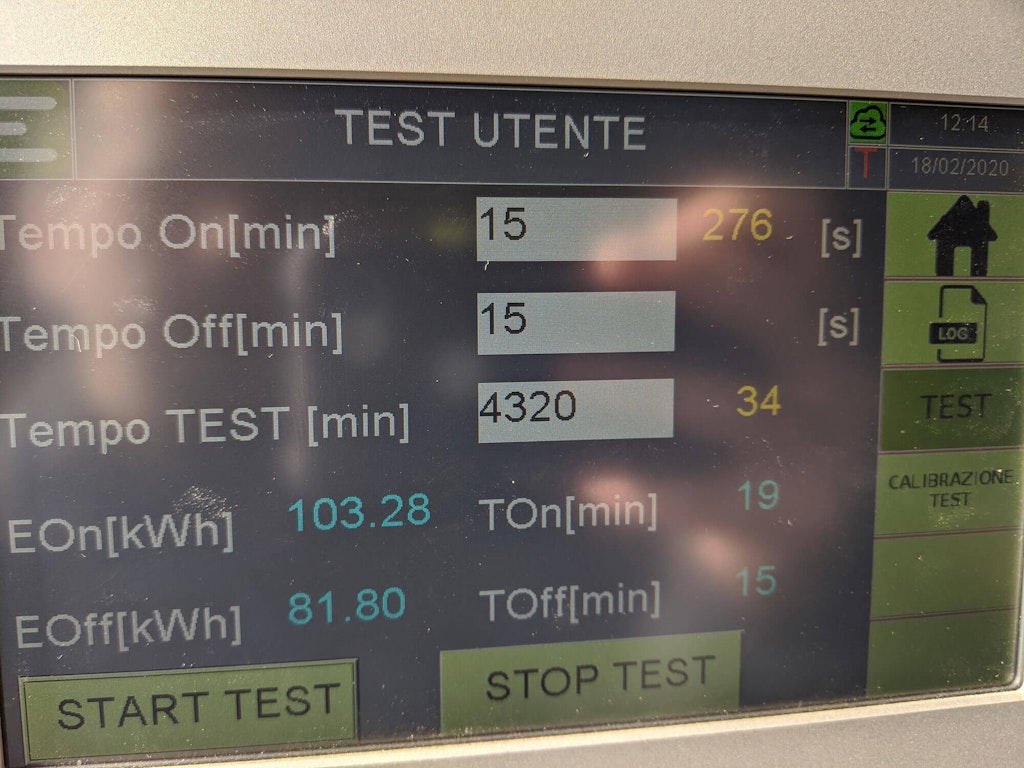 TEST UTENTE
T
12:14
18/02/2020
Tempo On[min] 15 276 [s]
Tempo Off[min] 15 [s]
LOG
Tempo TEST [min] 4320 34
TEST
CALIBRAZIONE
TEST
EOn[kWh] 103.28 TOn[min] 19
EOff[kWh] 81.80 TOff[min] 15
START TEST STOP TEST